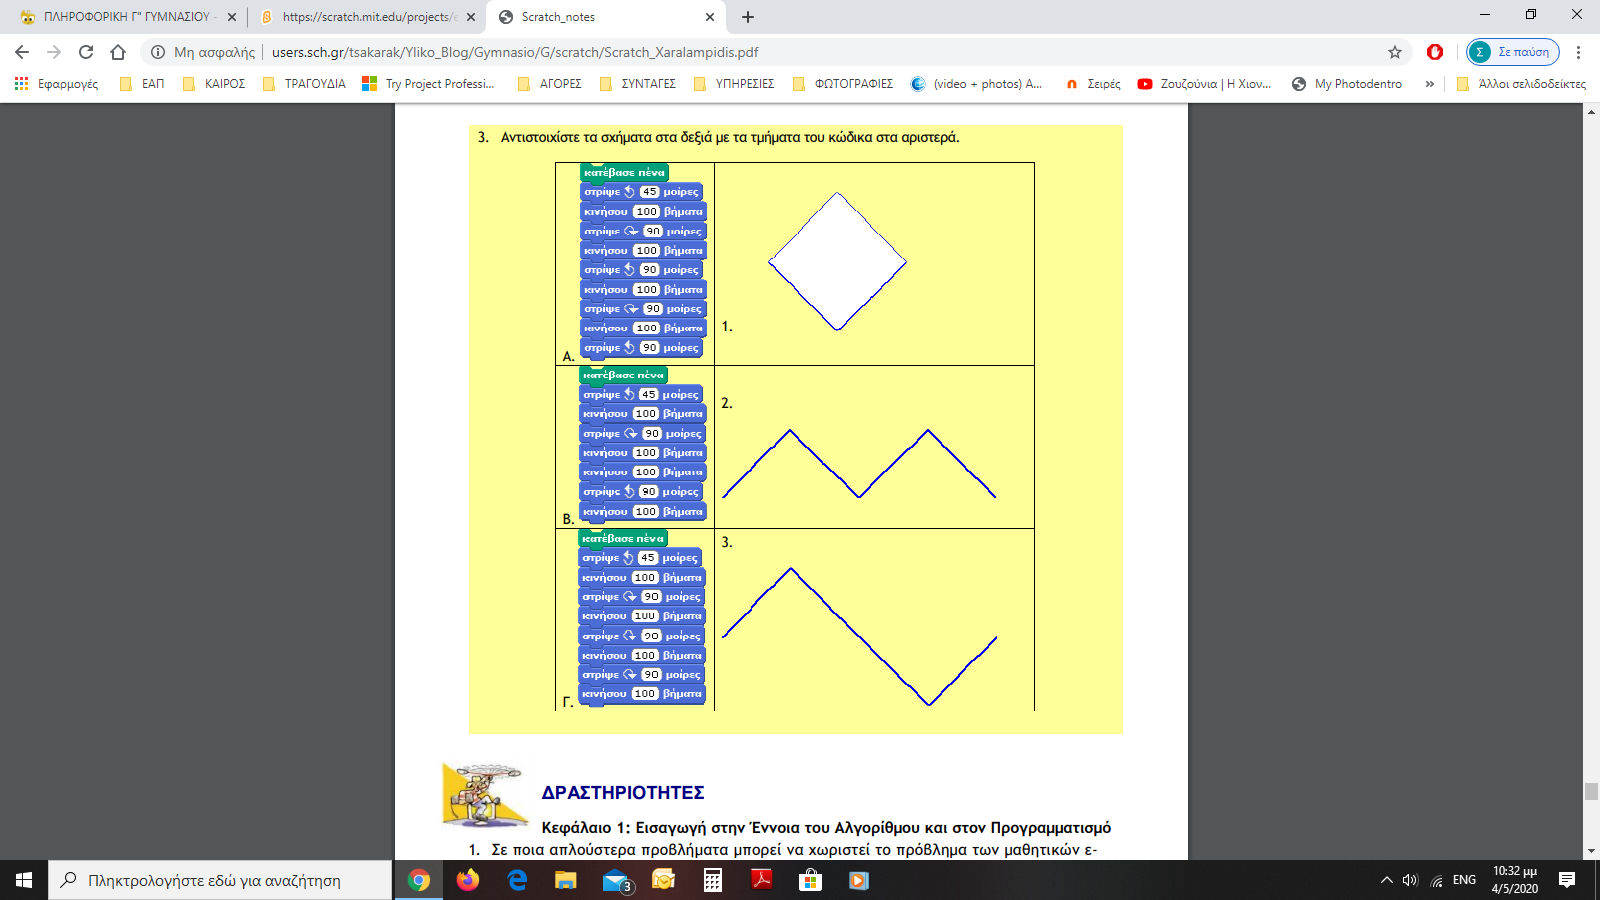 ΠΛΗΡΟΦΟΡΙΚΗ Γ" ΓΥΜΝΑΣΙΟΥ -
https://scratch.mit.edu/projects/e
Scratch_notes
Μη ασφαλής
users.sch.gr/tsakarak/Yliko_Blog/Gymnasio/G/scratch/Scratch_Xaralampidis.pdf
Σ Σε παύση
Εφαρμογές ΕΑΠ ΚΑΙΡΟΣ ΤΡΑΓΟΥΔΙΑ Try Project Professi... ΑΓΟΡΕΣ ΣΥΝΤΑΓΕΣ ΥΠΗΡΕΣΙΕΣ ΦΩΤΟΓΡΑΦΙΕΣ (video + photos) A... Σειρές Ζουζούνια | Η Χιον... My Photodentro » Άλλοι σελιδοδείκτες
3. Αντιστοιχίστε τα σχήματα στα δεξιά με τα τμήματα του κώδικα στα αριστερά.
κατέβασε πένα
στρίψε 45 μοίρες
κινήσου 100 βήματα
στρίψε 90 μοίρες
κινήσου 100 βήματα
στρίψε 90 μοίρες
κινήσου 100 βήματα
στρίψε 90 μοίρες
κινήσου 100 βήματα
στρίψε 90 μοίρες
Α.
1.
κατέβασε πένα
στρίψε 45 μοίρες
κινήσου 100 βήματα
στρίψε 90 μοίρες
κινήσου 100 βήματα
κινήσου 100 βήματα
στρίψε 90 μοίρες
κινήσου 100 βήματα
Β.
2.
κατέβασε πένα
στρίψε 45 μοίρες
κινήσου 100 βήματα
στρίψε 90 μοίρες
κινήσου 100 βήματα
στρίψε 90 μοίρες
κινήσου 100 βήματα
στρίψε 90 μοίρες
κινήσου 100 βήματα
Γ.
3.
ΔΡΑΣΤΗΡΙΟΤΗΤΕΣ
Κεφάλαιο 1: Εισαγωγή στην Έννοια του Αλγορίθμου και στον Προγραμματισμό
1. Σε ποια απλούστερα προβλήματα μπορεί να χωριστεί το πρόβλημα των μαθητικών ε-
Πληκτρολογήστε εδώ για αναζήτηση
3
ENG
10:32 μμ
4/5/2020